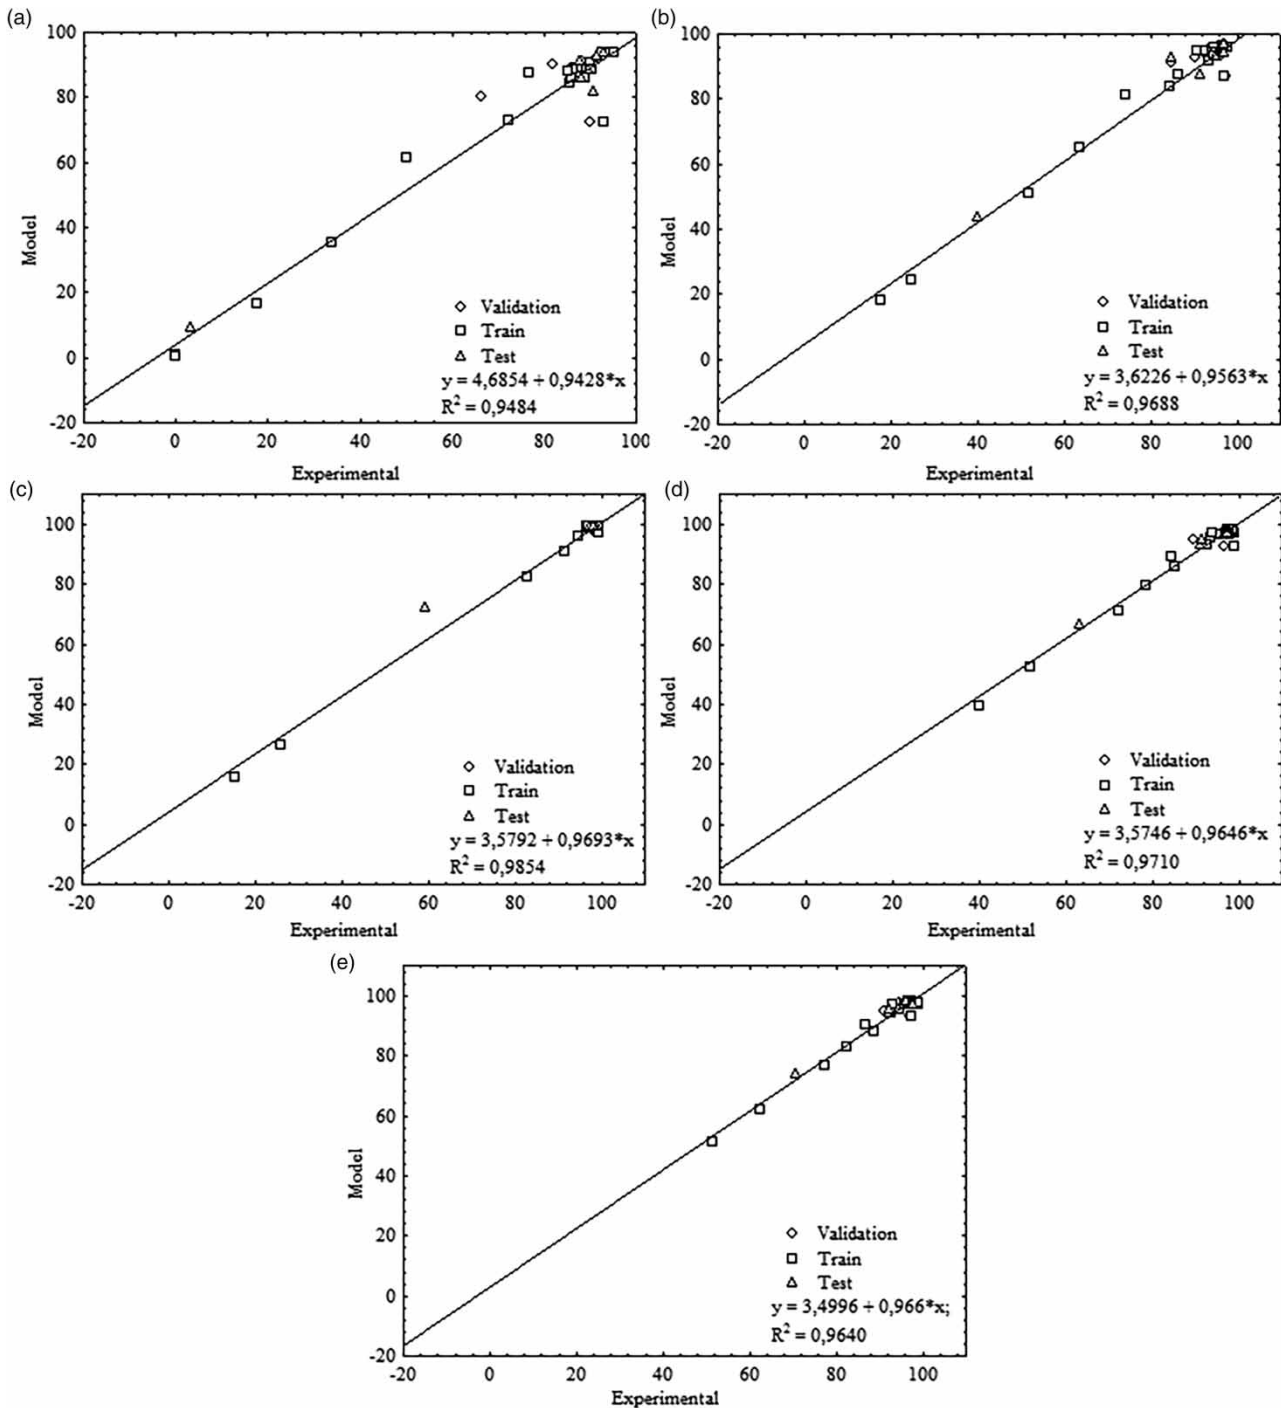 (a)
100
80
60
40
20
0
-20
Model
-20 0 20 40 60 80 100
Experimental
Validation
Train
Test
y = 4,6854 + 0,9428*x
R² = 0,9484
(b)
100
80
60
40
20
0
-20
Model
-20 0 20 40 60 80 100
Experimental
Validation
Train
Test
y = 3,6226 + 0,9563*x
R² = 0,9688
(c)
100
80
60
40
20
0
-20
Model
-20 0 20 40 60 80 100
Experimental
Validation
Train
Test
y = 3,5792 + 0,9693*x
R² = 0,9854
(d)
100
80
60
40
20
0
-20
Model
-20 0 20 40 60 80 100
Experimental
Validation
Train
Test
y = 3,5746 + 0,9646*x
R² = 0,9710
(e)
100
80
60
40
20
0
-20
Model
-20 0 20 40 60 80 100
Experimental
Validation
Train
Test
y = 3,4996 + 0,966*x;
R² = 0,9640